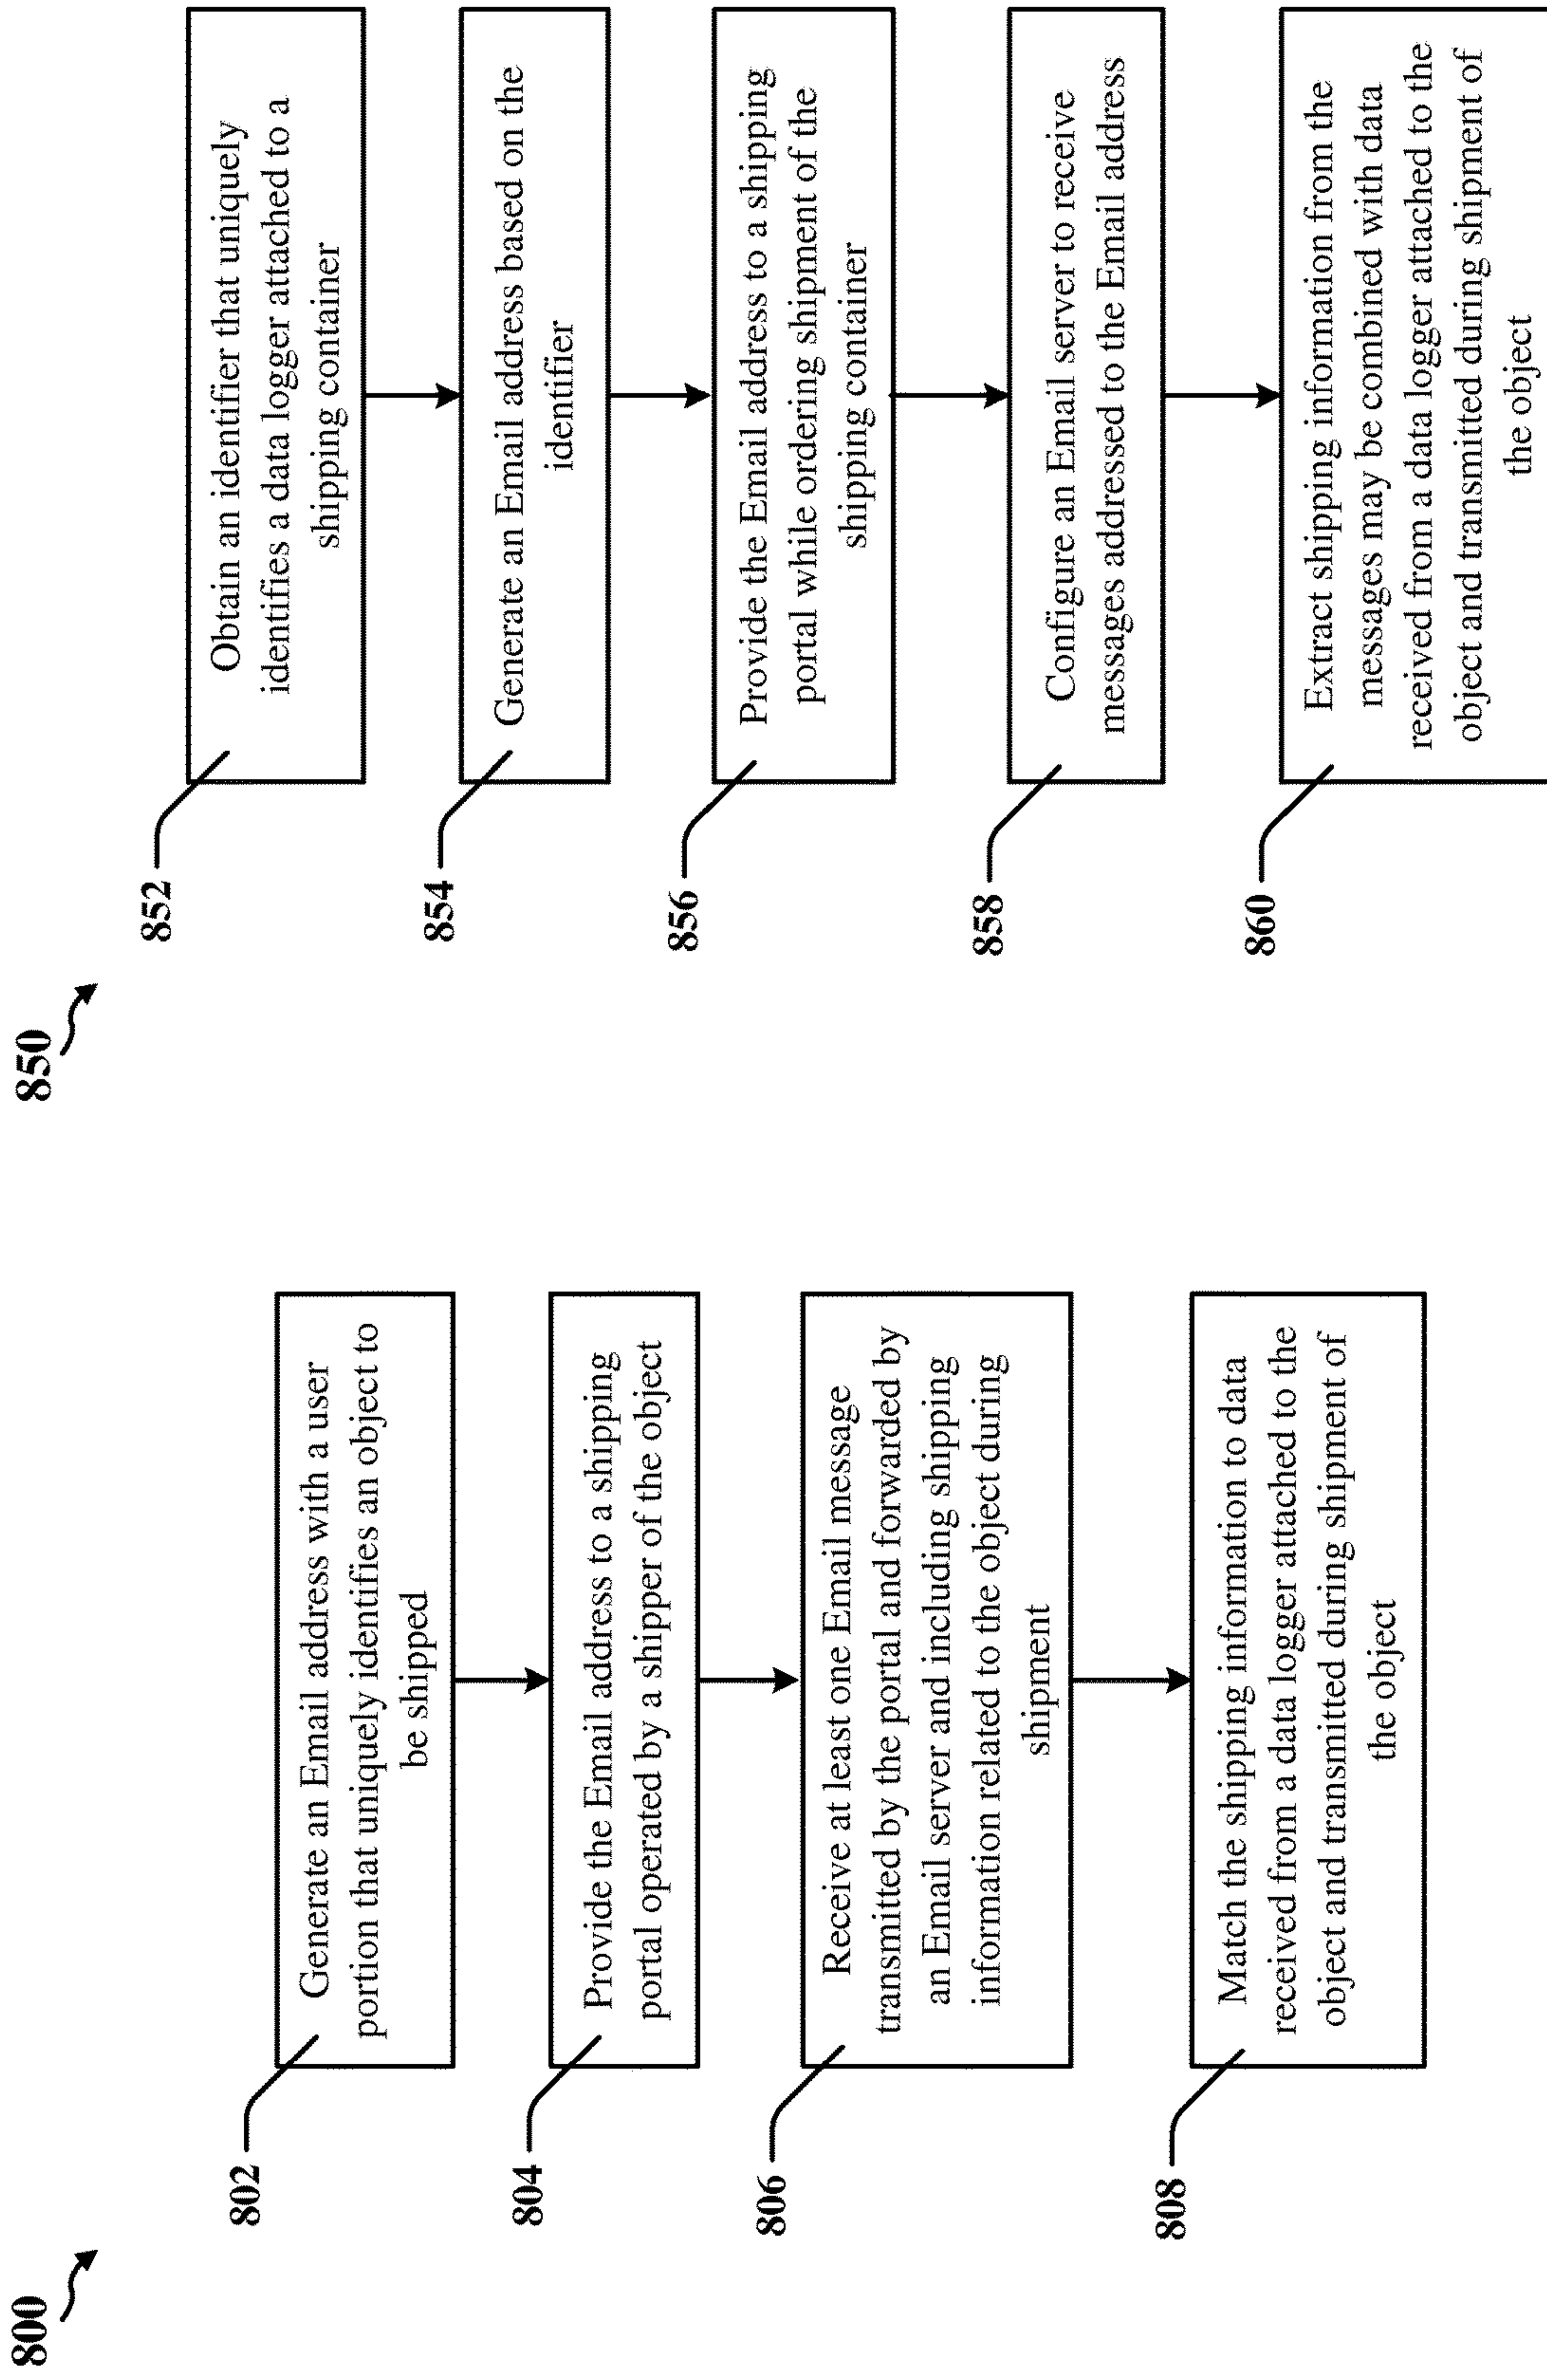 800
802
Generate an Email address with a user
portion that uniquely identifies an object to
be shipped
804
Provide the Email address to a shipping
portal operated by a shipper of the object
806
Receive at least one Email message
transmitted by the portal and forwarded by
an Email server and including shipping
information related to the object during
shipment
808
Match the shipping information to data
received from a data logger attached to the
object and transmitted during shipment of
the object
850
852
Obtain an identifier that uniquely
identifies a data logger attached to a
shipping container
854
Generate an Email address based on the
identifier
856
Provide the Email address to a shipping
portal while ordering shipment of the
shipping container
858
Configure an Email server to receive
messages addressed to the Email address
860
Extract shipping information from the
messages may be combined with data
received from a data logger attached to the
object and transmitted during shipment of
the object